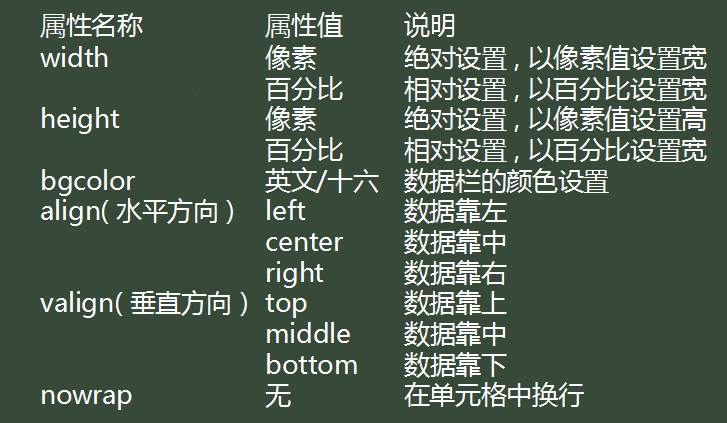 属性名称 属性值 说明
width 像素 绝对设置，以像素值设置宽
百分比 相对设置，以百分比设置宽
height 像素 绝对设置，以像素值设置高
百分比 相对设置，以百分比设置宽
bgcolor 英文/十六 数据栏的颜色设置
align(水平方向) left 数据靠左
center 数据靠中
right 数据靠右
valign(垂直方向) top 数据靠上
middle 数据靠中
bottom 数据靠下
nowrap 无 在单元格中换行